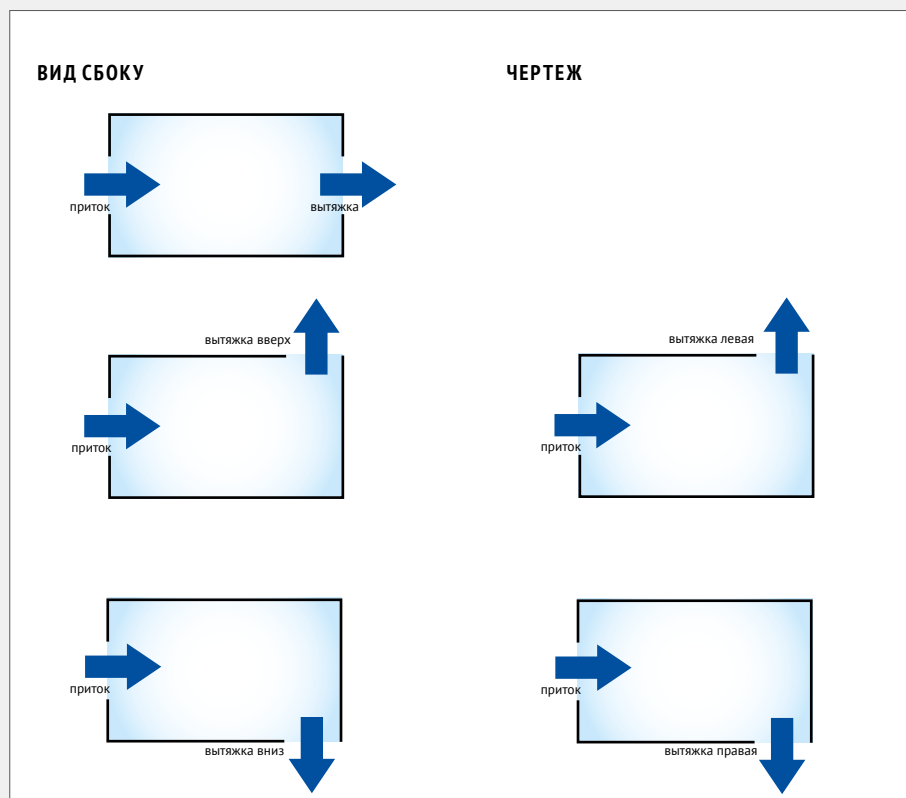 ВИД СБОКУ
ЧЕРТЕЖ
приток
вытяжка
вытяжка вверх
приток
вытяжка левая
приток
приток
вытяжка вниз
приток
вытяжка правая